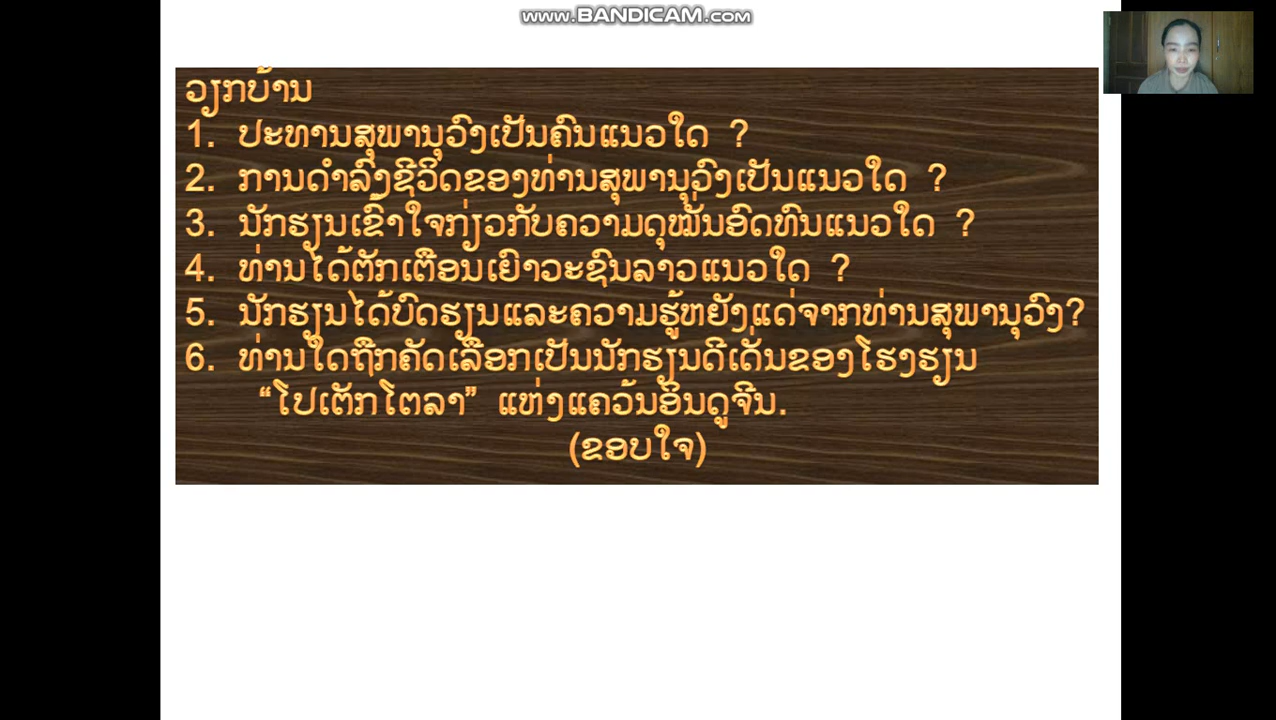 www.BANDICAM.com
ວຽກບ້ານ
1. ປະທານສຸພານຸວົງເປັນຄົນແນວໃດ ?
2. ການດຳລົງຊີວິດຂອງທ່ານສຸພານຸວົງເປັນແນວໃດ ?
3. ນັກຮຽນເຂົ້າໃຈກ່ຽວກັບຄວາມດຸໝັ່ນອົດທົນແນວໃດ ?
4. ທ່ານໄດ້ຕັກເຕືອນເຍົາວະຊົນລາວແນວໃດ ?
5. ນັກຮຽນໄດ້ບົດຮຽນແລະຄວາມຮູ້ຫຍັງແດ່ຈາກທ່ານສຸພານຸວົງ?
6. ທ່ານໃດຖືກຄັດເລືອກເປັນນັກຮຽນດີເດັ່ນຂອງໂຮງຮຽນ
“ໂປເຕັກໂຕລາ” ແຫ່ງແຄວ້ນອິນດູຈີນ.
(ຂອບໃຈ)